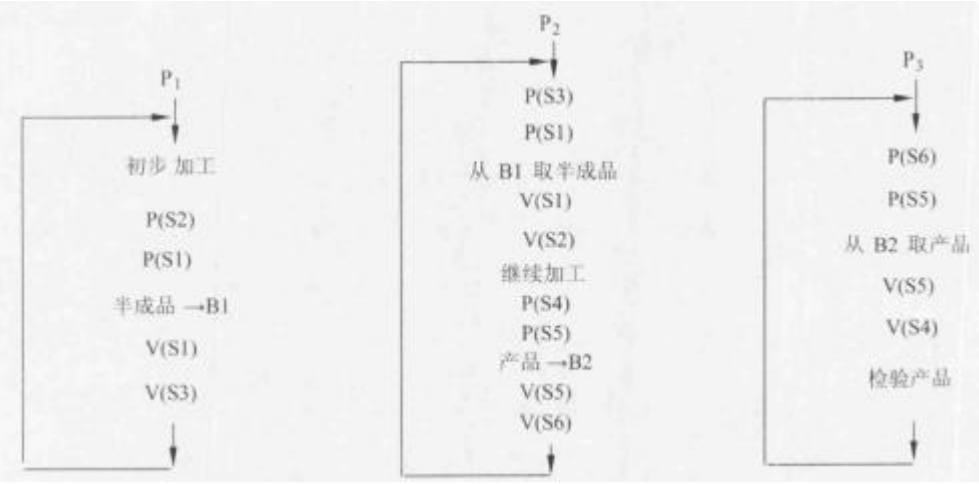 P1
初步 加工
P(S2)
P(S1)
半成品 →B1
V(S1)
V(S3)
P2
P(S3)
P(S1)
从 B1 取半成品
V(S1)
V(S2)
继续加工
P(S4)
P(S5)
产品 →B2
V(S5)
V(S6)
P3
P(S6)
P(S5)
从 B2 取产品
V(S5)
V(S4)
检验产品